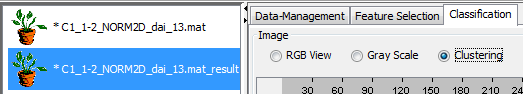 * C1_1-2_NORM2D_dai_13.mat
* C1_1-2_NORM2D_dai_13.mat_result
Data-Management Feature Selection Classification
Image
RGB View Gray Scale Clustering
30 60 90 120 150 180 210